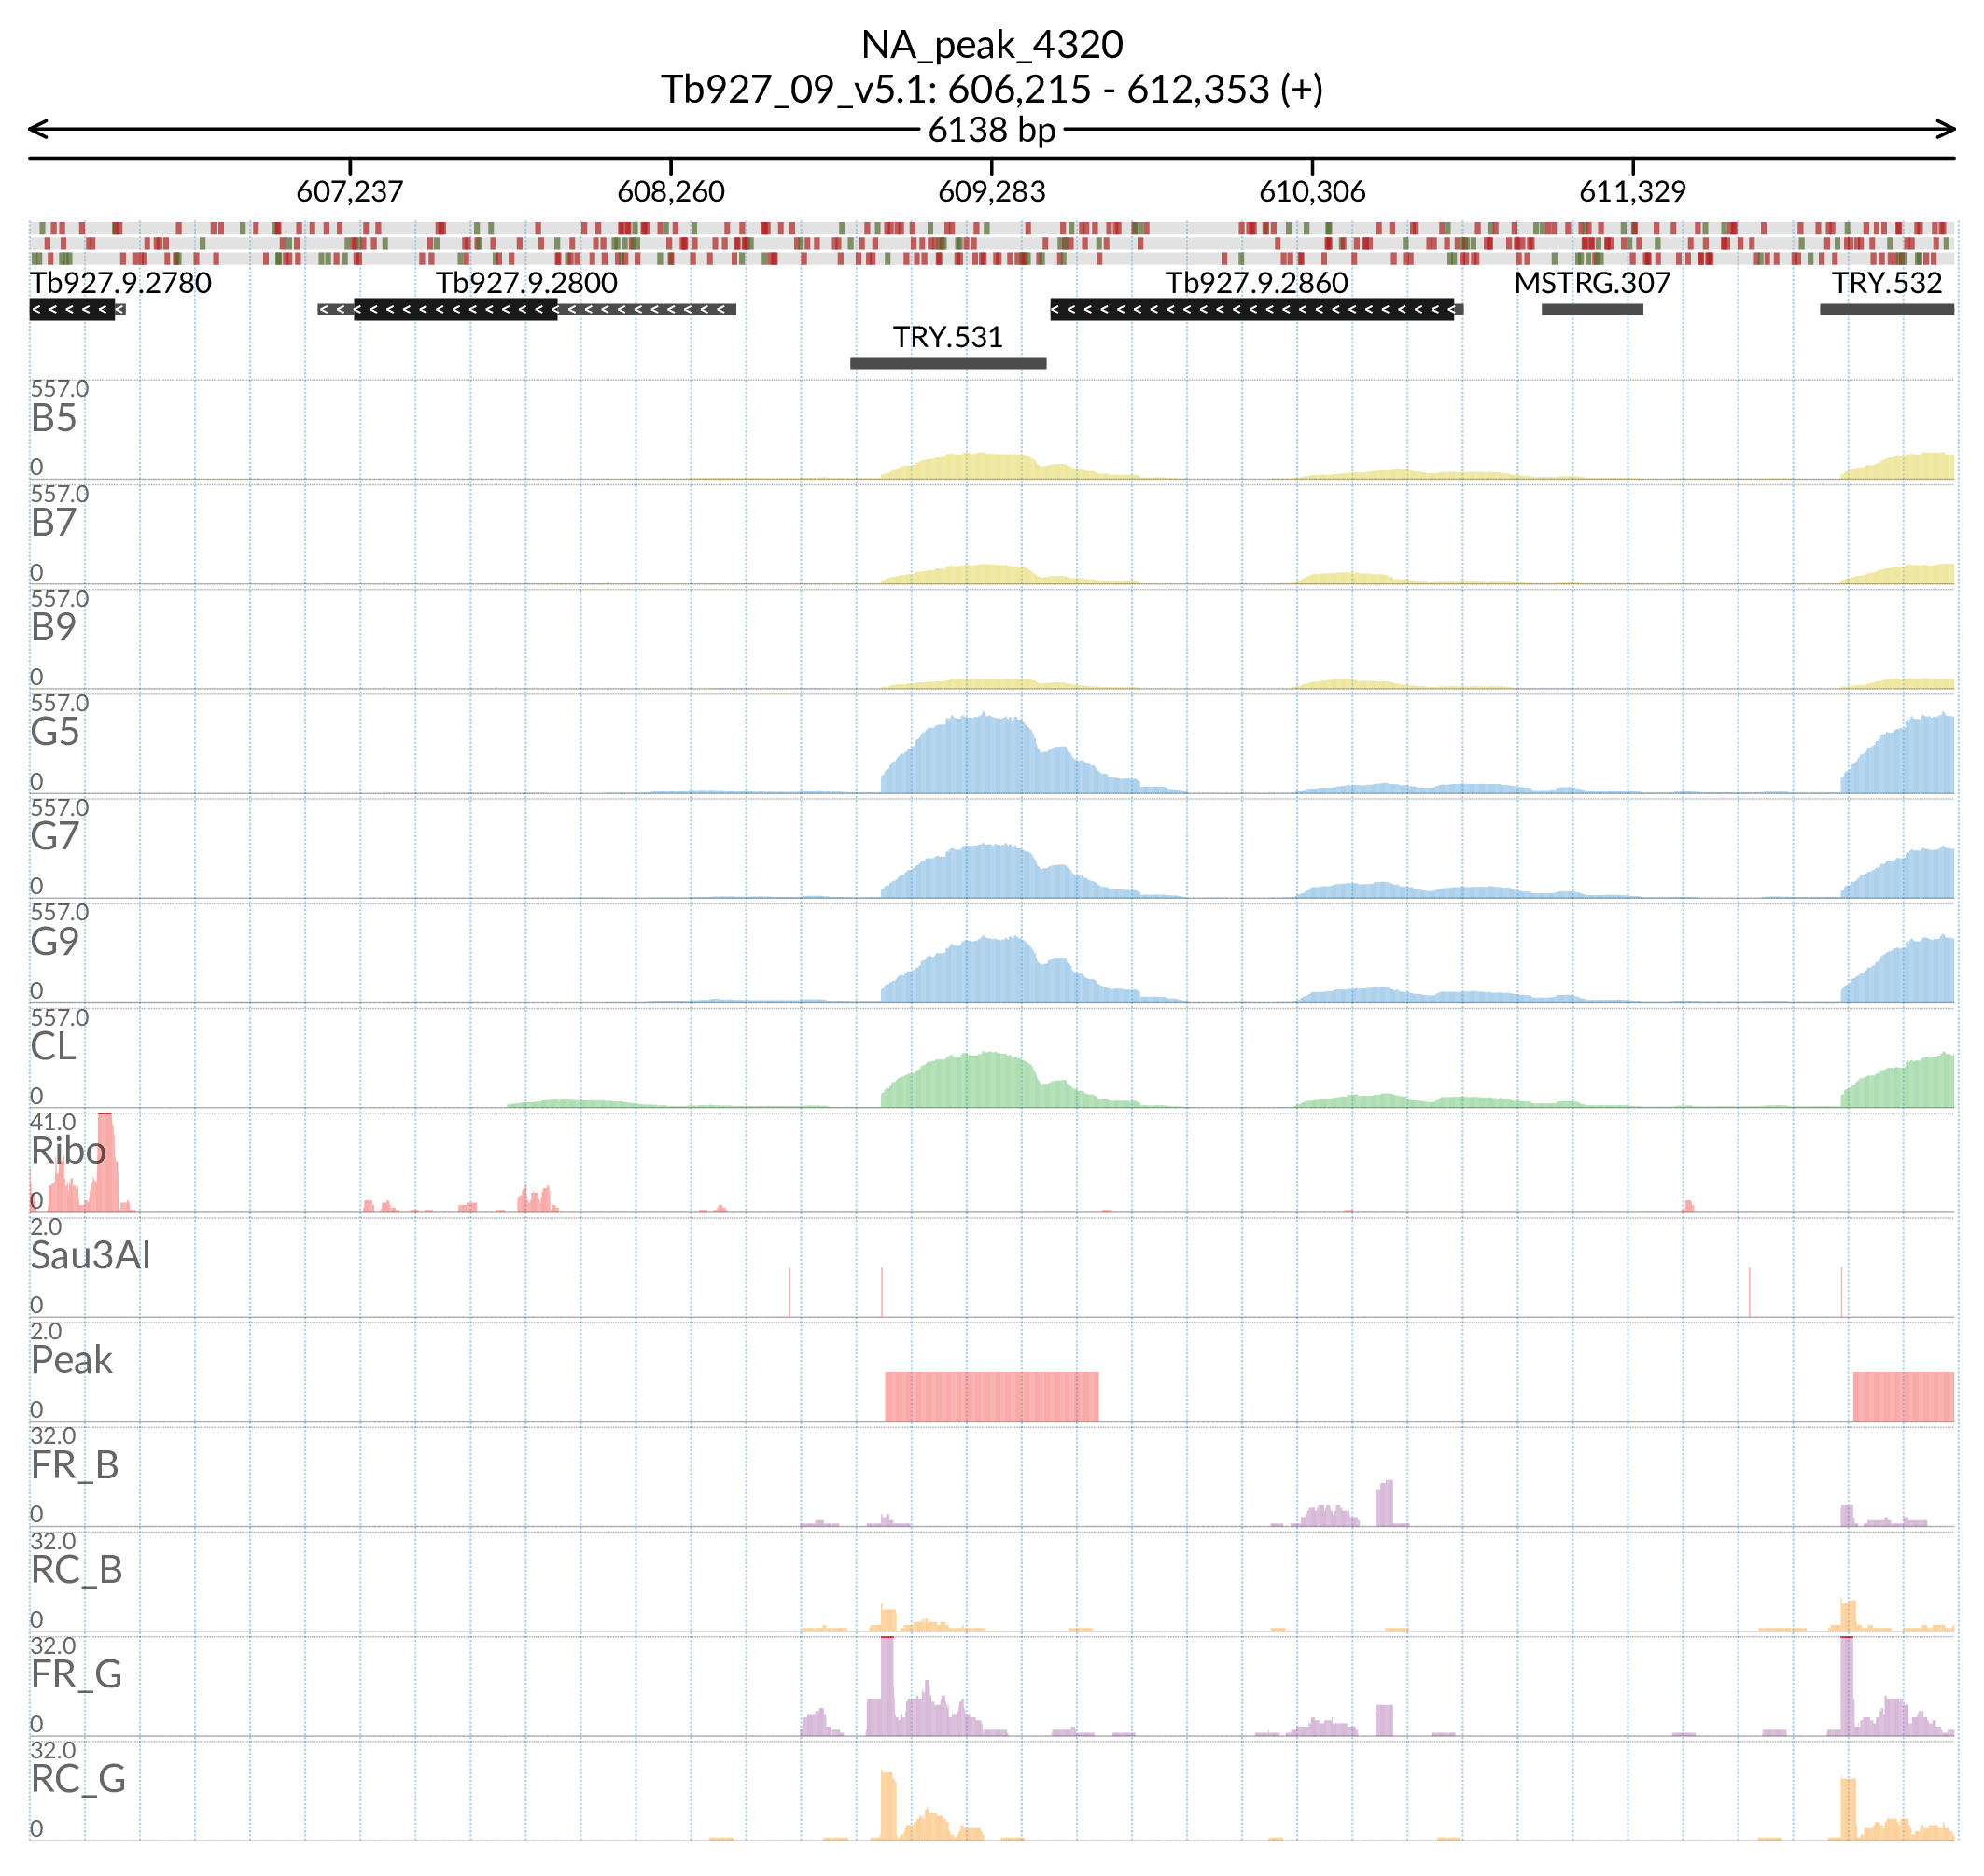 NA_peak_4320
Tb927_09_v5.1: 606,215 - 612,353 (+)
6138 bp
607,237 608,260 609,283 610,306 611,329
Tb927.9.2780 Tb927.9.2800 Tb927.9.2860 MSTRG.307 TRY.532
TRY.531
557.0
B5
0
557.0
B7
0
557.0
B9
0
557.0
G5
0
557.0
G7
0
557.0
G9
0
557.0
CL
0
41.0
Ribo
0
2.0
Sau3AI
0
2.0
Peak
0
32.0
FR_B
0
32.0
RC_B
0
32.0
FR_G
0
32.0
RC_G
0